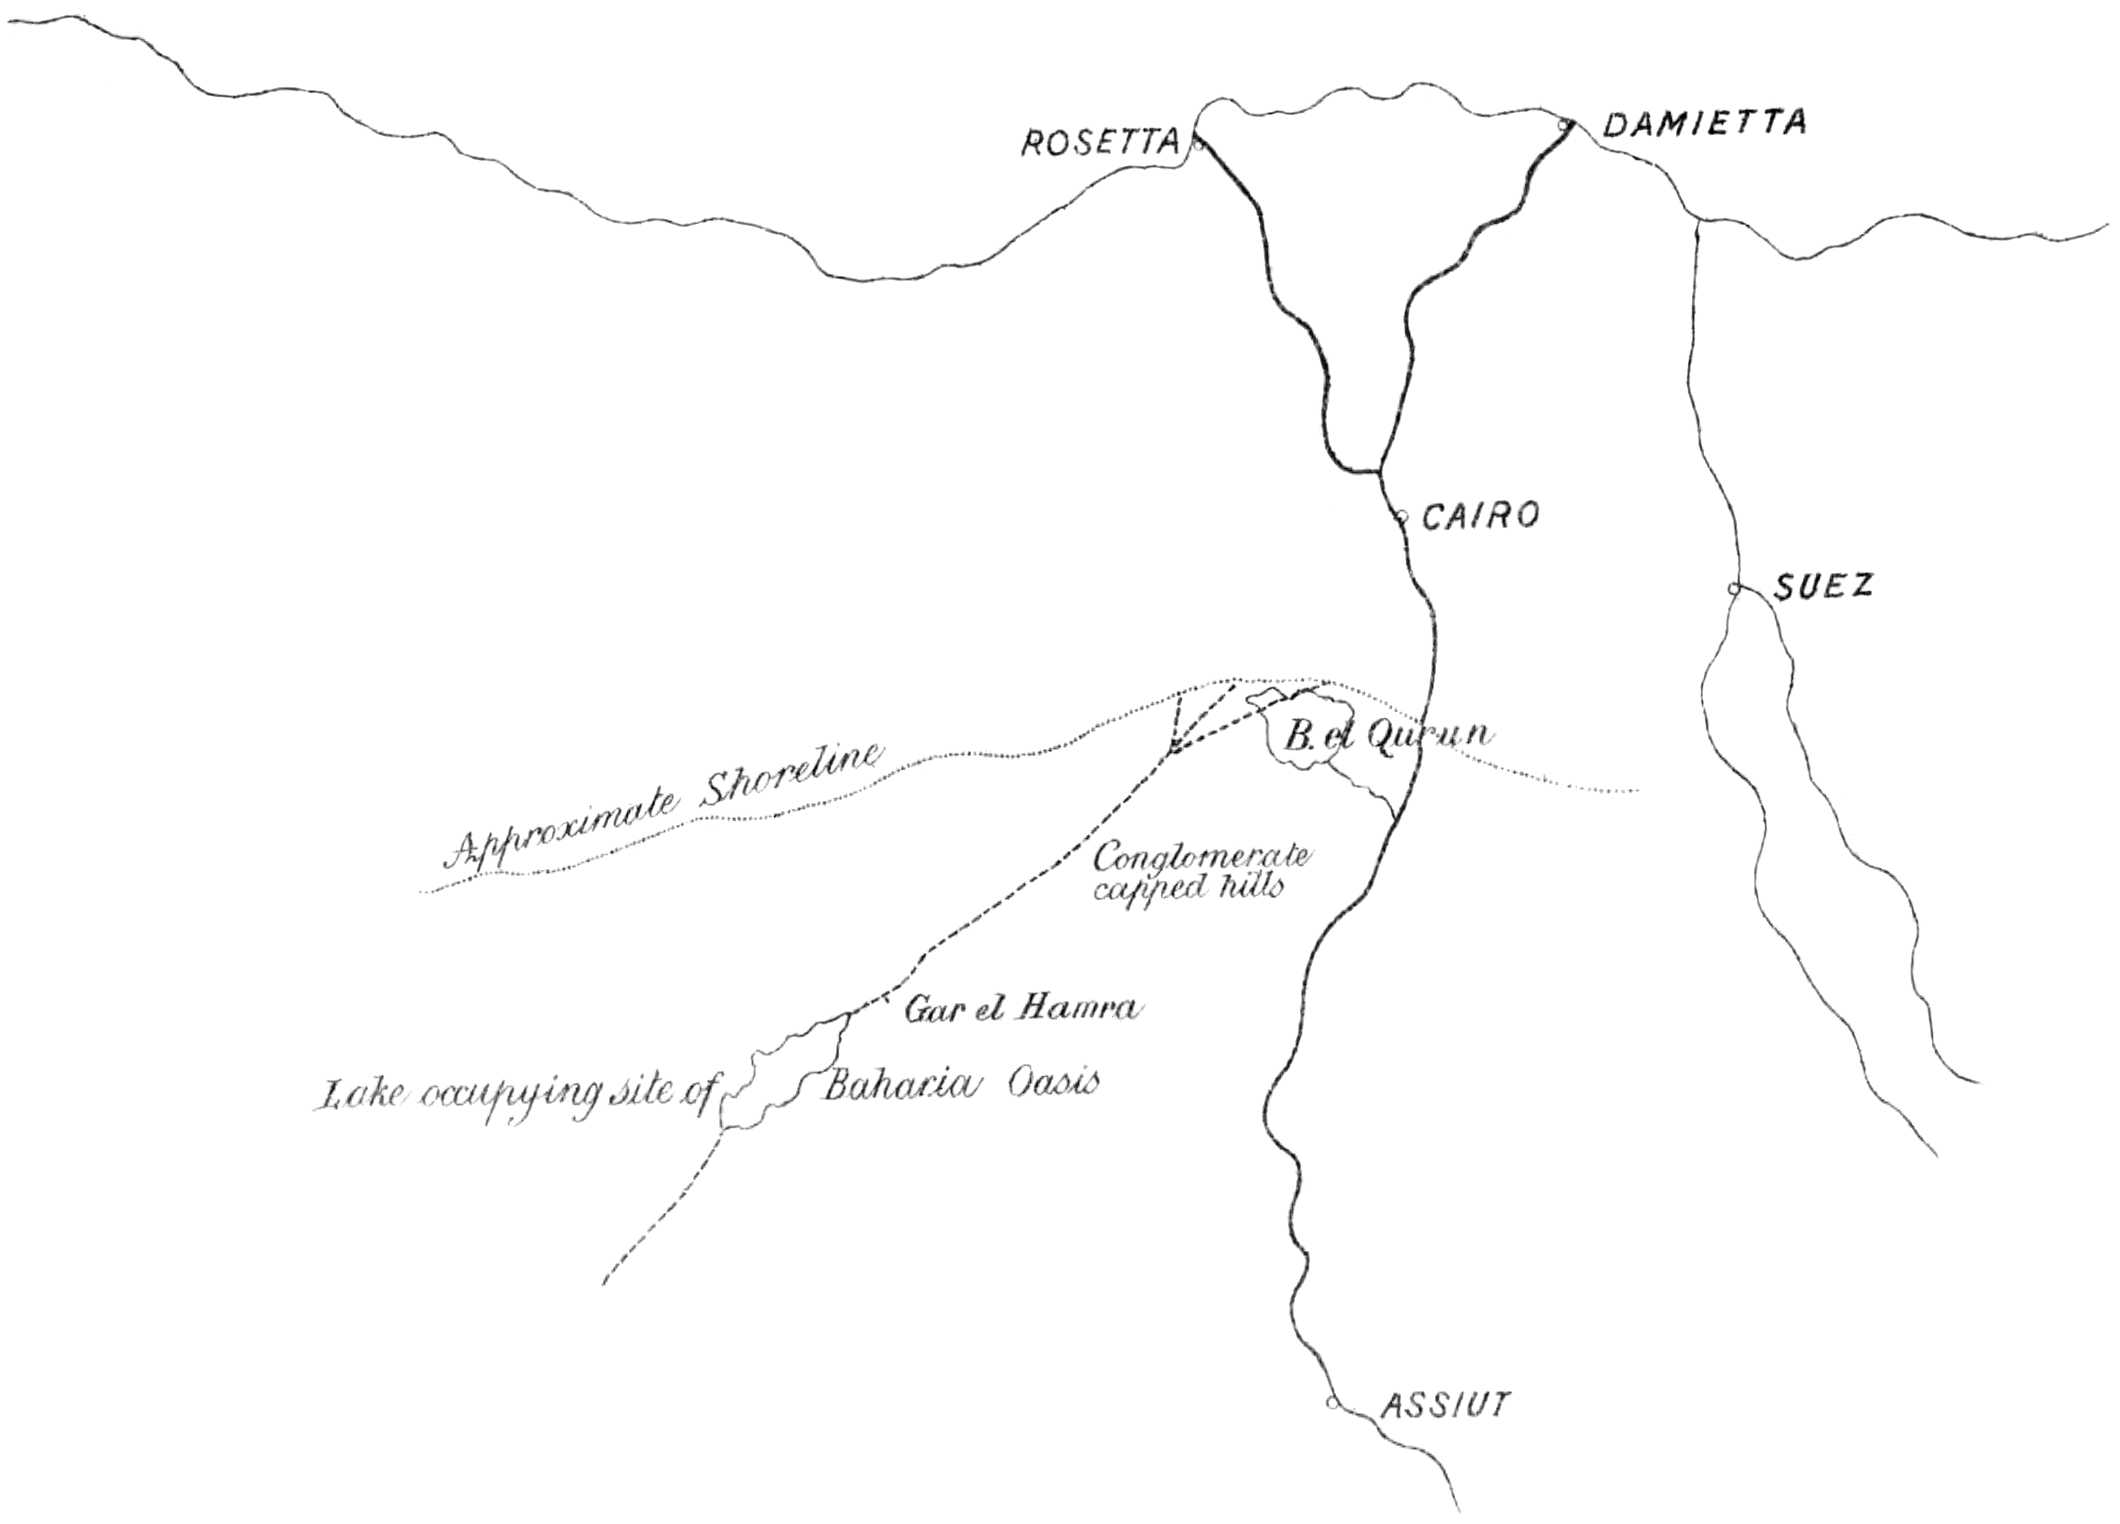 ROSETTA
DAMIETTA
CAIRO
SUEZ
B. el Qurun
Approximate Shoreline
Conglomerate
capped hills
Gar el Hamra
Lake occupying site of Baharia Oasis
ASSIUT